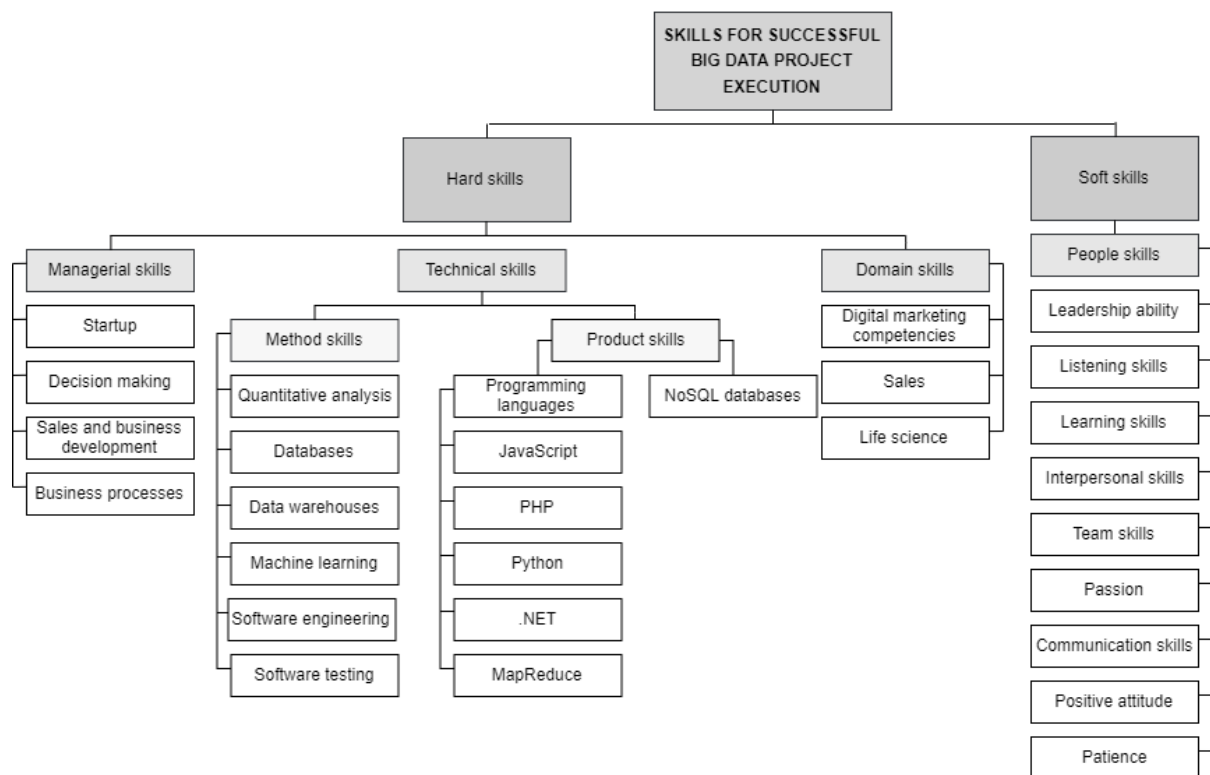 SKILLS FOR SUCCESSFUL
BIG DATA PROJECT
EXECUTION
Hard skills
Soft skills
Managerial skills
Technical skills
Domain skills
People skills
Startup
Decision making
Sales and business
development
Business processes
Method skills
Quantitative analysis
Databases
Data warehouses
Machine learning
Software engineering
Software testing
Product skills
Programming
languages
JavaScript
PHP
Python
.NET
MapReduce
NoSQL databases
Digital marketing
competencies
Sales
Life science
Leadership ability
Listening skills
Learning skills
Interpersonal skills
Team skills
Passion
Communication skills
Positive attitude
Patience